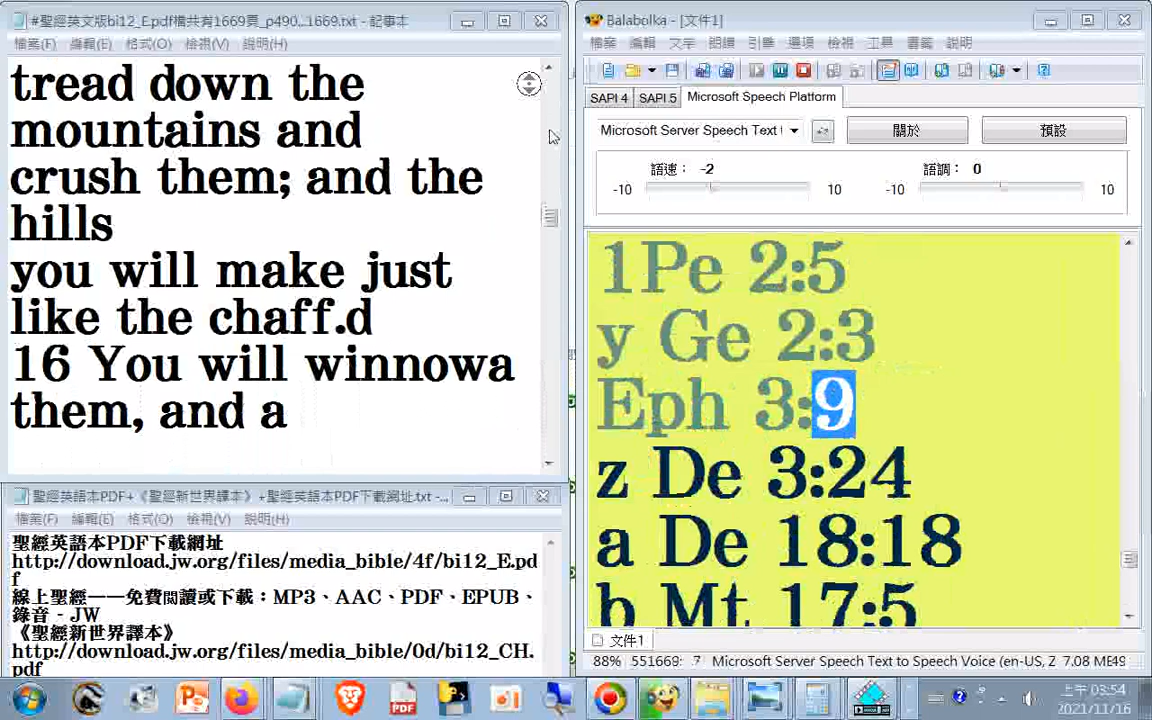 #聖經英文版bi12_E.pdf檔共有1669頁_p490...1669.txt - 記事本
檔案(F) 編輯(E) 格式(O) 檢視(V) 說明(H)
tread down the
mountains and
crush them; and the
hills
you will make just
like the chaff.d
16 You will winnowa
them, and a
聖經英語本PDF+《聖經新世界譯本》+聖經英語本PDF下載網址.txt -...
檔案(F) 編輯(E) 格式(O) 檢視(V) 說明(H)
聖經英語本PDF下載網址
http://download.jw.org/files/media_bible/4f/bi12_E.pd
f
線上聖經——免費閱讀或下載：MP3、AAC、PDF、EPUB、
錄音 - JW
《聖經新世界譯本》
http://download.jw.org/files/media_bible/0d/bi12_CH.
pdf
Balabolka - [文件1]
檔案 編輯 文字 朗讀 引擎 選項 檢視 工具 書籤 說明
SAPI 4 SAPI 5 Microsoft Speech Platform
Microsoft Server Speech Text 關於 預設
語速： -2 語調： 0
-10 10 -10 10
1Pe 2:5
y Ge 2:3
Eph 3:9
z De 3:24
a De 18:18
b Mt 17:5
文件1
88% 551669: 7 Microsoft Server Speech Text to Speech Voice (en-US, Z 7.08 ME49
PDF
上午 03:54
2021/11/16